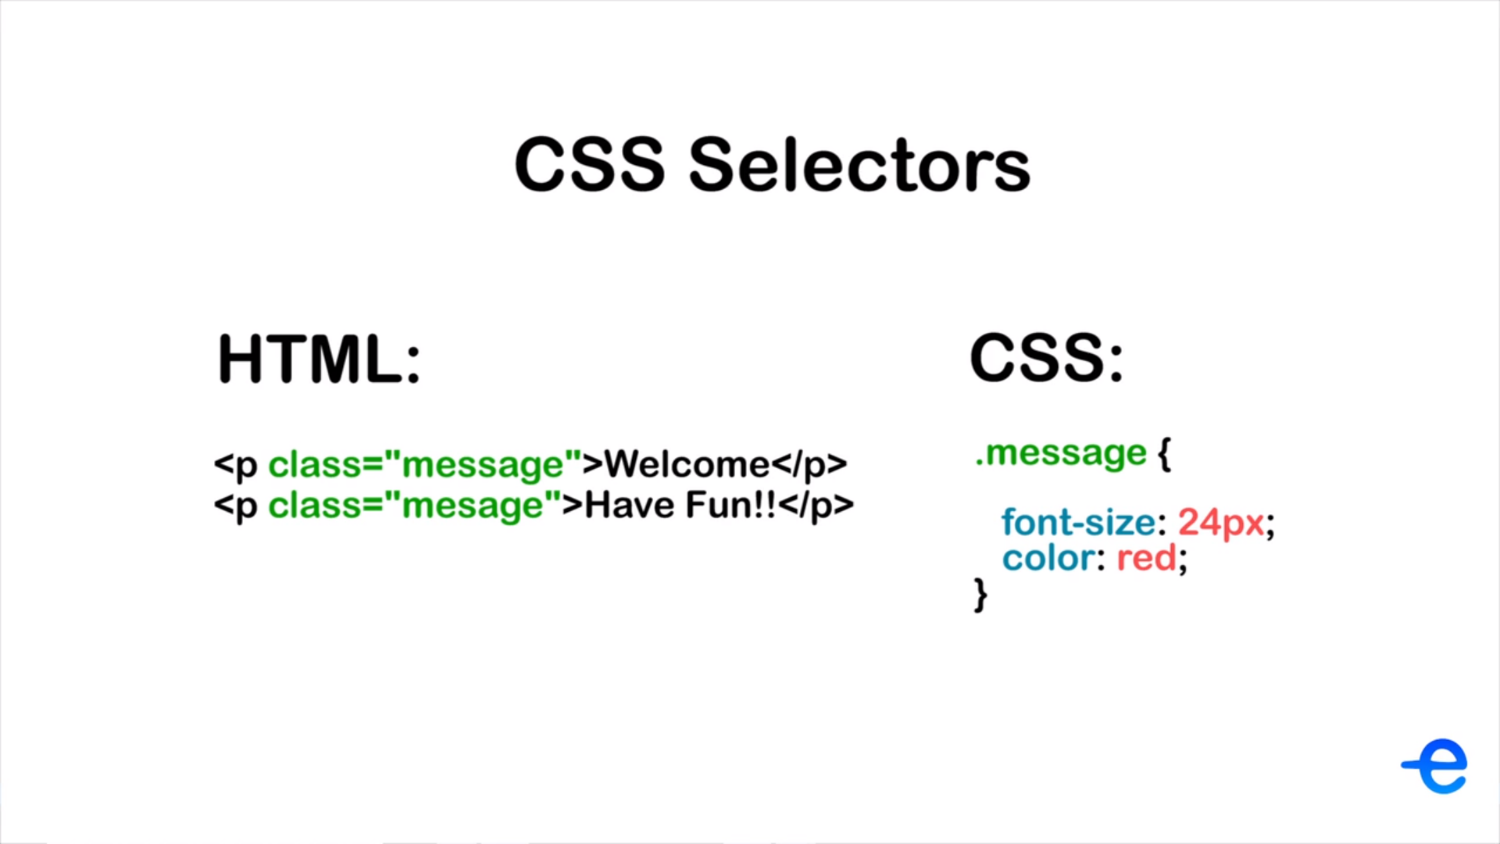 CSS Selectors
HTML:
<p class="message">Welcome</p>
<p class="mesage">Have Fun!!</p>
CSS:
.message {
font-size: 24px;
color: red;
}
e